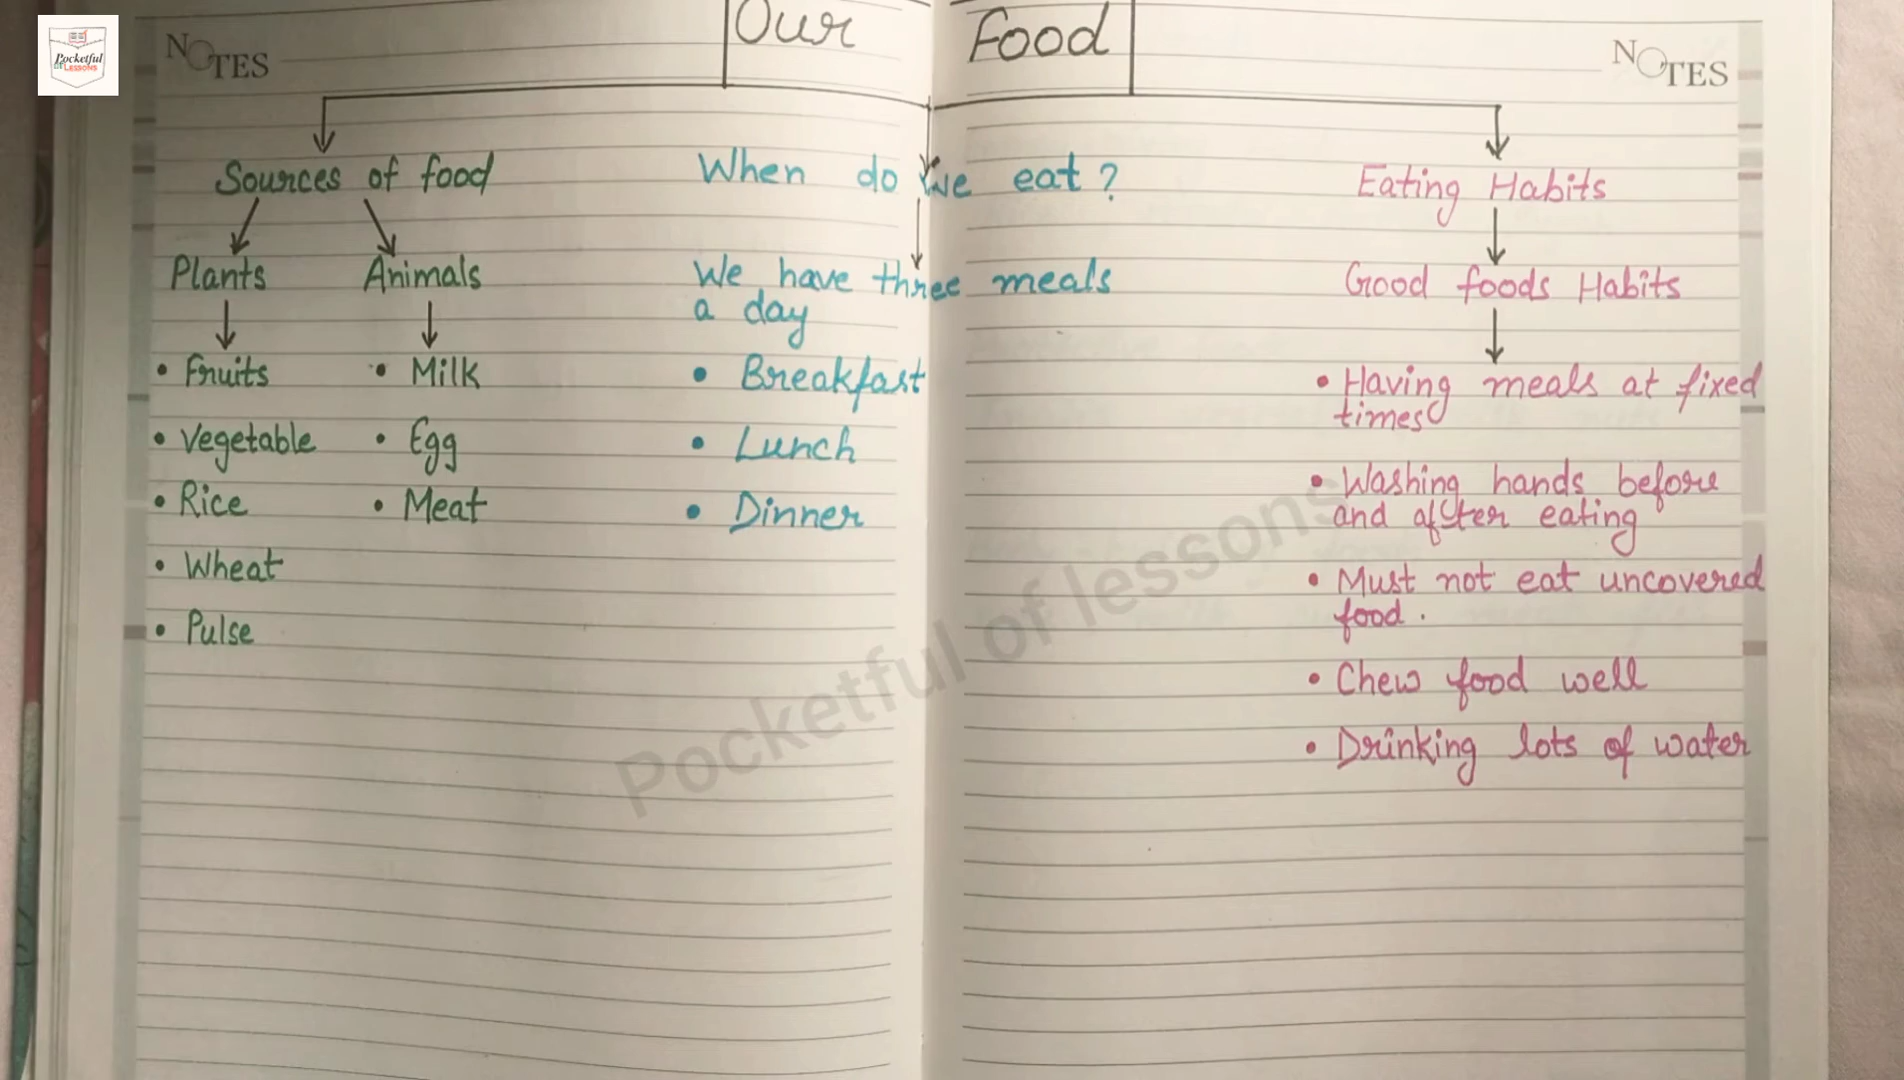 Pocketful
of Lessons
NOTES
Our Food
NOTES
Sources of food
Plants
• Fruits
• Vegetable
• Rice
• Wheat
• Pulse
Animals
• Milk
• Egg
• Meat
When do we eat?
We have three meals
a day
• Breakfast
• Lunch
• Dinner
Eating Habits
Good foods Habits
• Having meals at fixed
times
• Washing hands before
and after eating
• Must not eat uncovered
food.
• Chew food well
• Drinking lots of water
Pocketful of lessons